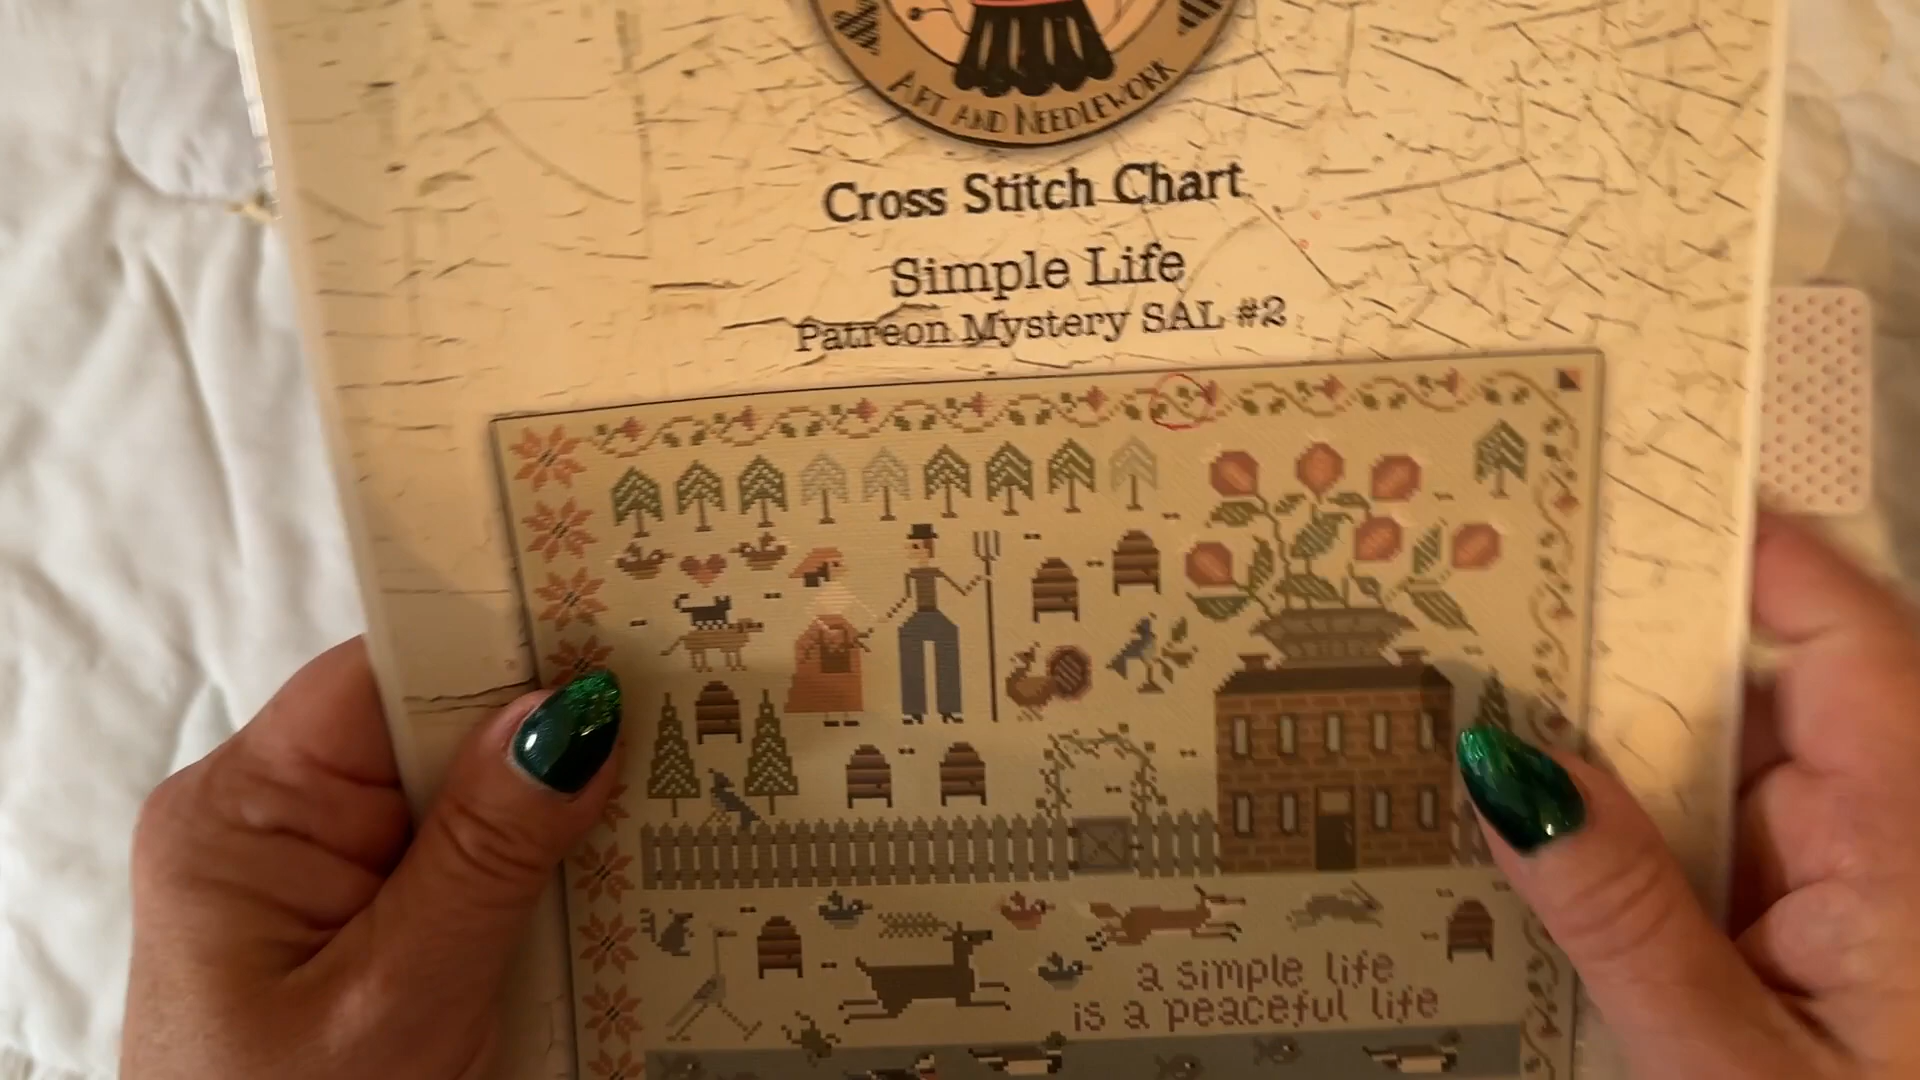 ART AND NEEDLEWORK
Cross Stitch Chart
Simple Life
Patreon Mystery SAL #2
a simple life
is a peaceful life